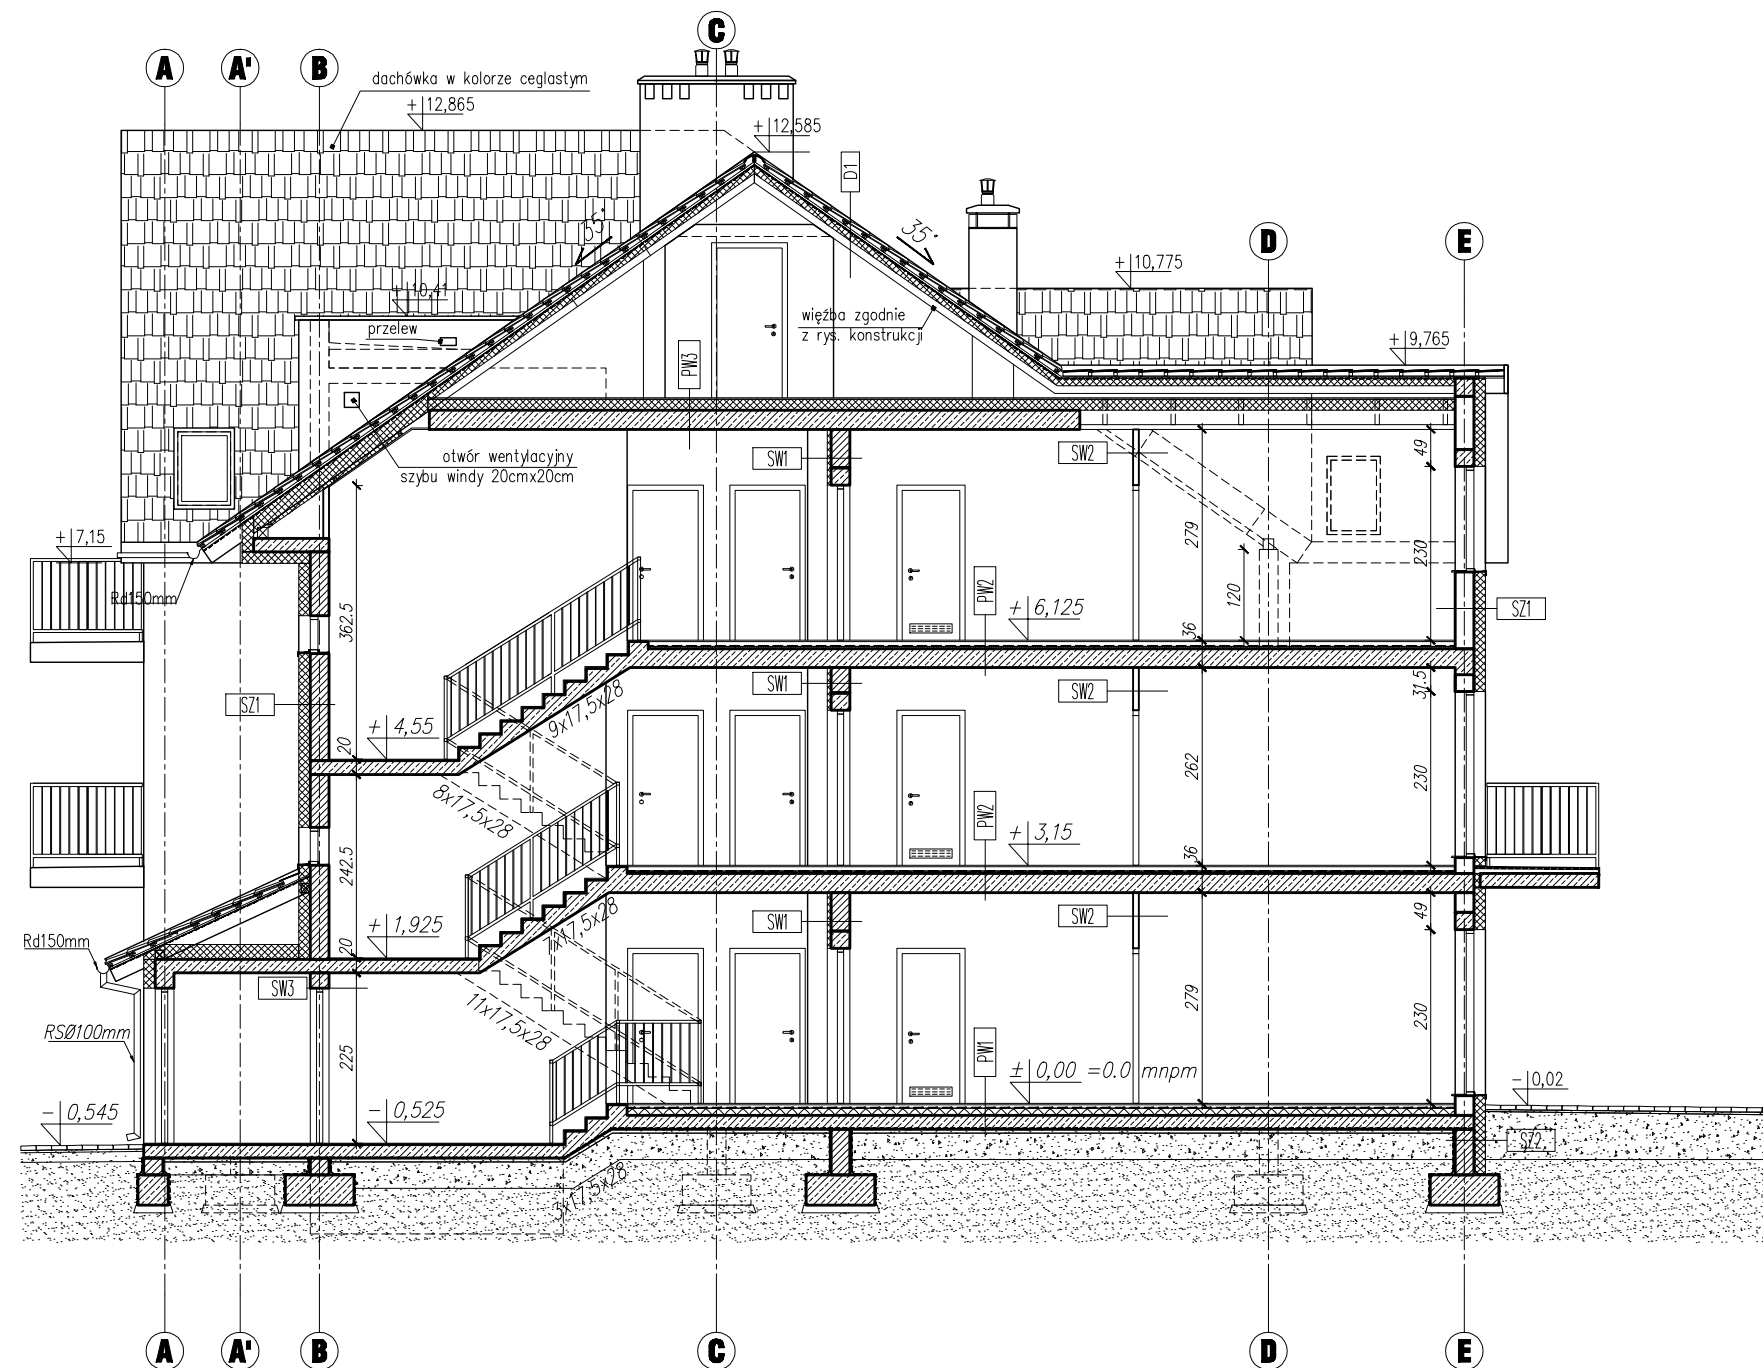 C
A
A'
B
dachówka w kolorze ceglastym
+12,865
+12,585
D1
35°
35°
D
E
+10,775
+10,41
przelew
więźba zgodnie
z rys. konstrukcji
+9,765
PW3
otwór wentylacyjny
szybu windy 20cmx20cm
SW1
SW2
49
279
230
+7,15
Rd150mm
362.5
120
PW2
+6,125
36
SZ1
SW1
SW2
31.5
SZ1
+4,55
20
9x17,5x28
8x17,5x28
262
230
PW2
+3,15
36
242.5
+1,925
20
SW1
SW2
49
Rd150mm
SW3
11x17,5x28
279
230
RSØ100mm
225
PW1
±0,00 =0.0 mnpm
-0,02
-0,545
-0,525
SZ2
3x17,5x28
A
A'
B
C
D
E